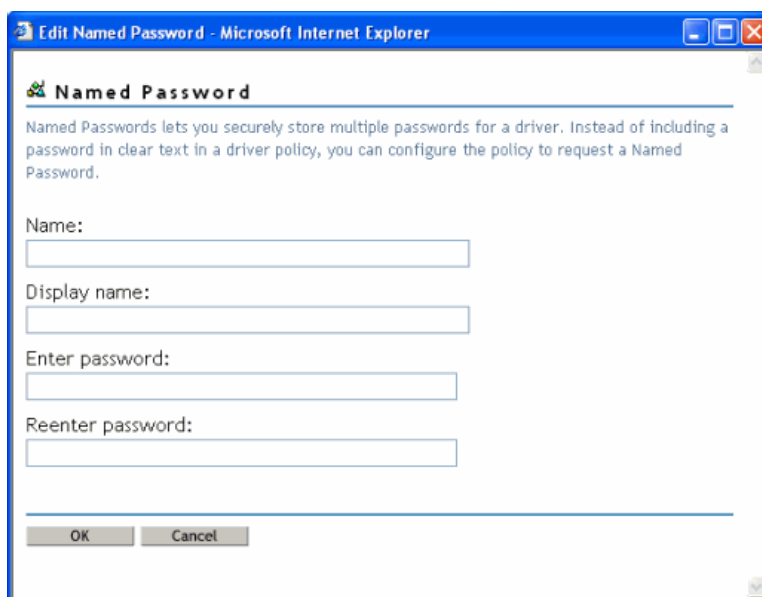 Edit Named Password - Microsoft Internet Explorer
Named Password
Named Passwords lets you securely store multiple passwords for a driver. Instead of including a
password in clear text in a driver policy, you can configure the policy to request a Named
Password.
Name:
Display name:
Enter password:
Reenter password:
OK
Cancel